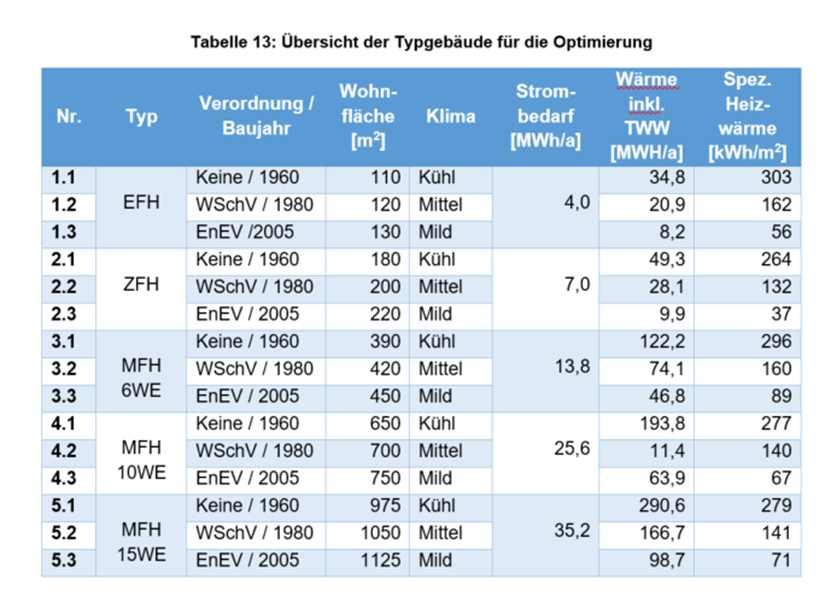 Tabelle 13: Übersicht der Typgebäude für die Optimierung
Nr. Typ Verordnung / Baujahr Wohn-fläche [m²] Klima Strom-bedarf [MWh/a] Wärme inkl. TWW [MWH/a] Spez. Heiz-wärme [kWh/m²]
1.1 Keine / 1960 110 Kühl 34,8 303
1.2 EFH WSchV / 1980 120 Mittel 4,0 20,9 162
1.3 EnEV /2005 130 Mild 8,2 56
2.1 Keine / 1960 180 Kühl 49,3 264
2.2 ZFH WSchV / 1980 200 Mittel 7,0 28,1 132
2.3 EnEV / 2005 220 Mild 9,9 37
3.1 Keine / 1960 390 Kühl 122,2 296
3.2 MFH 6WE WSchV / 1980 420 Mittel 13,8 74,1 160
3.3 EnEV / 2005 450 Mild 46,8 89
4.1 Keine / 1960 650 Kühl 193,8 277
4.2 MFH 10WE WSchV / 1980 700 Mittel 25,6 11,4 140
4.3 EnEV / 2005 750 Mild 63,9 67
5.1 Keine / 1960 975 Kühl 290,6 279
5.2 MFH 15WE WSchV / 1980 1050 Mittel 35,2 166,7 141
5.3 EnEV / 2005 1125 Mild 98,7 71